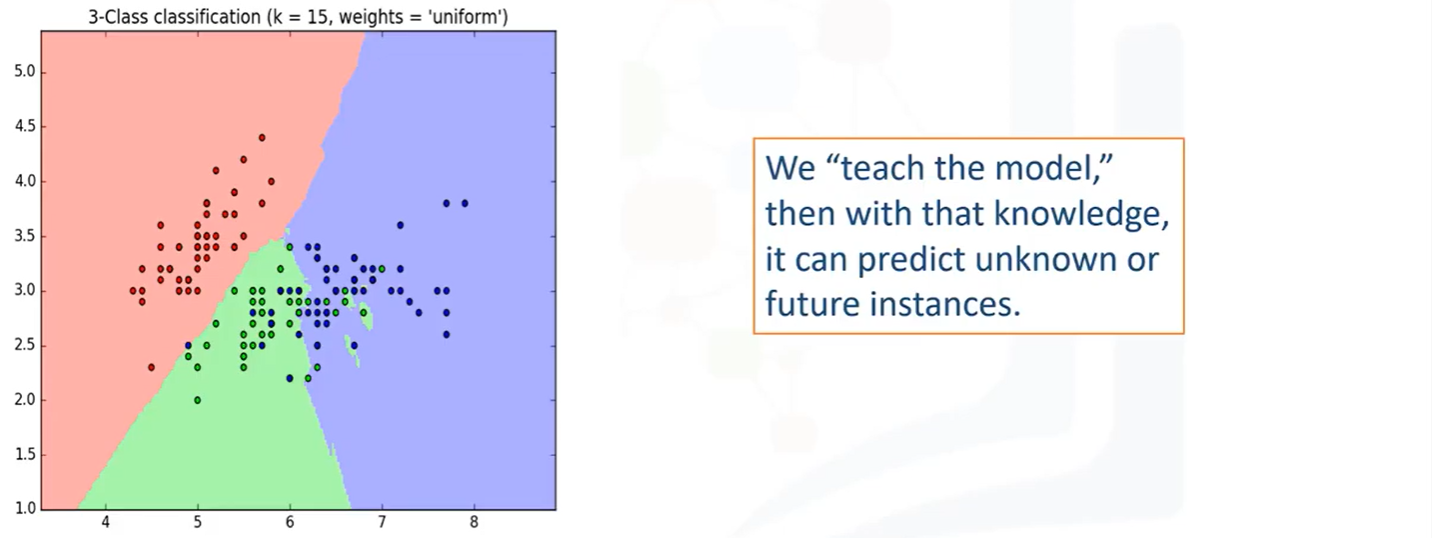 3-Class classification (k = 15, weights = 'uniform')
5.0
4.5
4.0
3.5
3.0
2.5
2.0
1.5
1.0
4 5 6 7 8
We “teach the model,”
then with that knowledge,
it can predict unknown or
future instances.